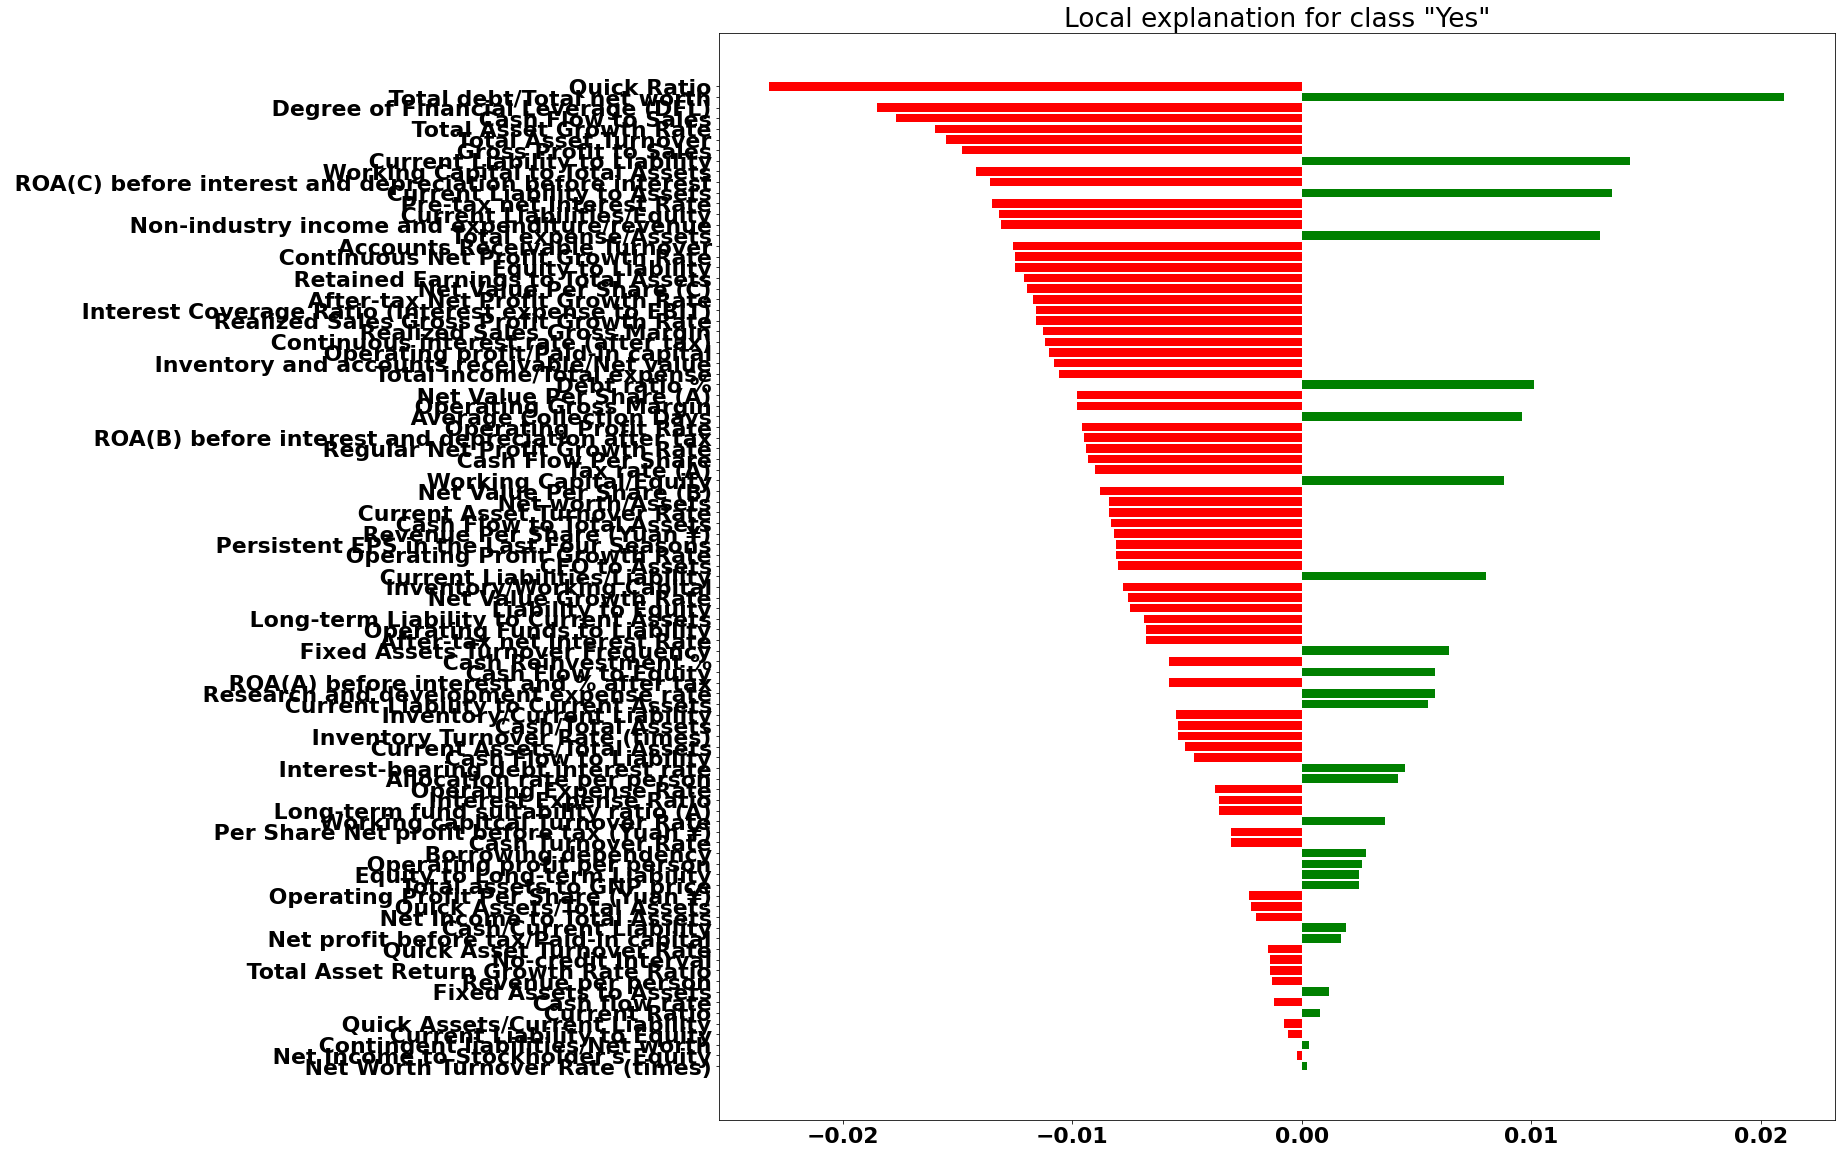 Local explanation for class "Yes"
Quick Ratio
Total debt/Total net worth
Degree of Financial Leverage (DFL)
Cash Flow to Sales
Total Asset Growth Rate
Total Asset Turnover
Gross Profit to Sales
Current Liability to Liability
Working Capital to Total Assets
ROA(C) before interest and depreciation before interest
Current Liability to Assets
Pre-tax net Interest Rate
Current Liabilities/Equity
Non-industry income and expenditure/revenue
Total expense/Assets
Accounts Receivable Turnover
Continuous Net Profit Growth Rate
Equity to Liability
Retained Earnings to Total Assets
Net Value Per Share (C)
After-tax Net Profit Growth Rate
Interest Coverage Ratio (Interest expense to EBIT)
Realized Sales Gross Profit Growth Rate
Realized Sales Gross Margin
Continuous interest rate (after tax)
Operating profit/Paid-in capital
Inventory and accounts receivable/Net value
Total income/Total expense
Debt ratio %
Net Value Per Share (A)
Operating Gross Margin
Average Collection Days
Operating Profit Rate
ROA(B) before interest and depreciation after tax
Regular Net Profit Growth Rate
Cash Flow Per Share
Tax rate (A)
Working Capital/Equity
Net Value Per Share (B)
Net worth/Assets
Current Asset Turnover Rate
Cash Flow to Total Assets
Revenue Per Share (Yuan ¥)
Persistent EPS in the Last Four Seasons
Operating Profit Growth Rate
CFO to Assets
Current Liabilities/Liability
Inventory/Working Capital
Net Value Growth Rate
Liability to Equity
Long-term Liability to Current Assets
Operating Funds to Liability
After-tax net Interest Rate
Fixed Assets Turnover Frequency
Cash Reinvestment %
Cash Flow to Equity
ROA(A) before interest and % after tax
Research and development expense rate
Current Liability to Current Assets
Inventory/Current Liability
Cash/Total Assets
Inventory Turnover Rate (times)
Current Assets/Total Assets
Cash Flow to Liability
Interest-bearing debt interest rate
Allocation rate per person
Operating Expense Rate
Interest Expense Ratio
Long-term fund suitability ratio (A)
Working capitcal Turnover Rate
Per Share Net profit before tax (Yuan ¥)
Cash Turnover Rate
Borrowing dependency
Operating profit per person
Equity to Long-term Liability
Total assets to GNP price
Operating Profit Per Share (Yuan ¥)
Quick Assets/Total Assets
Net Income to Total Assets
Cash/Current Liability
Net profit before tax/Paid-in capital
Quick Asset Turnover Rate
No-credit Interval
Total Asset Return Growth Rate Ratio
Revenue per person
Fixed Assets to Assets
Cash flow rate
Current Ratio
Quick Assets/Current Liability
Current Liability to Equity
Contingent liabilities/Net worth
Net Income to Stockholder's Equity
Net Worth Turnover Rate (times)
−0.02 −0.01 0.00 0.01 0.02